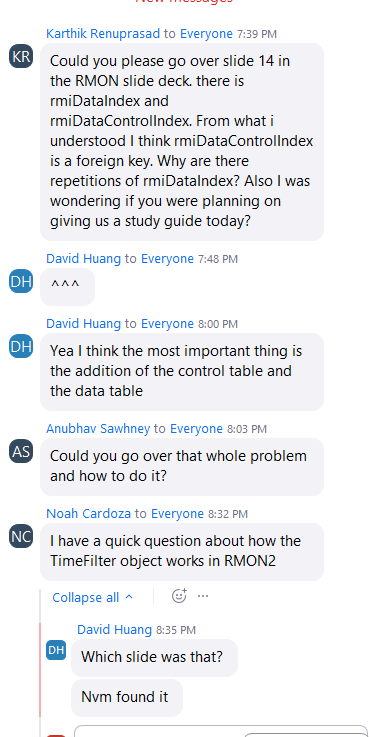 New messages
Karthik Renuprasad to Everyone 7:39 PM
KR
Could you please go over slide 14 in
the RMON slide deck. there is
rmiDataIndex and
rmiDataControlIndex. From what i
understood I think rmiDataControlIndex
is a foreign key. Why are there
repetitions of rmiDataIndex? Also I was
wondering if you were planning on
giving us a study guide today?
David Huang to Everyone 7:48 PM
DH
^^^
David Huang to Everyone 8:00 PM
DH
Yea I think the most important thing is
the addition of the control table and
the data table
Anubhav Sawhney to Everyone 8:03 PM
AS
Could you go over that whole problem
and how to do it?
Noah Cardoza to Everyone 8:32 PM
NC
I have a quick question about how the
TimeFilter object works in RMON2
Collapse all
David Huang 8:35 PM
DH
Which slide was that?
Nvm found it